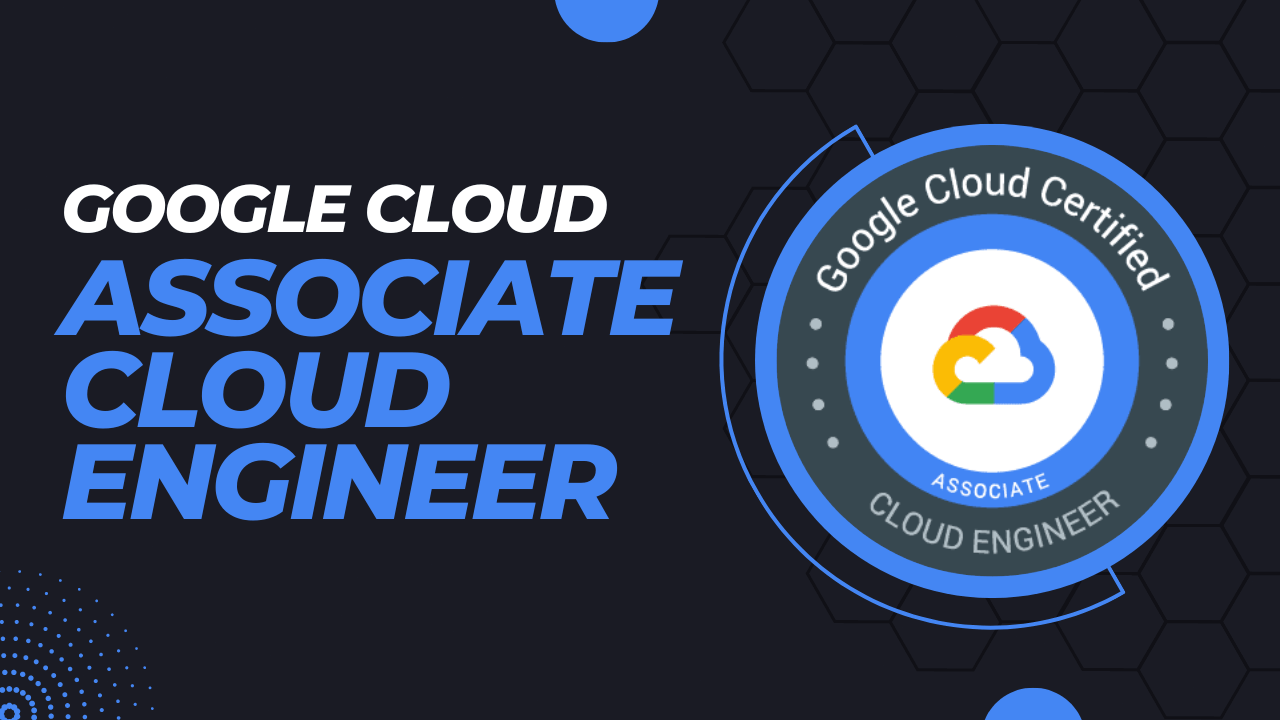 GOOGLE CLOUD
ASSOCIATE
CLOUD
ENGINEER
Google Cloud Certified
ASSOCIATE
CLOUD ENGINEER